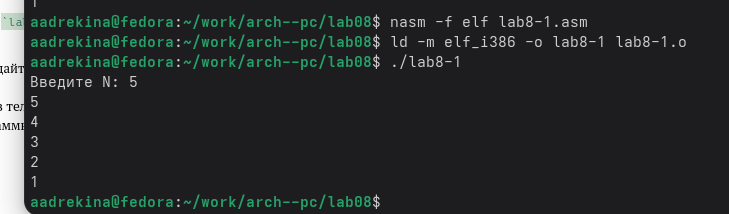 1
aadrekina@fedora:~/work/arch--pc/lab08$ nasm -f elf lab8-1.asm
aadrekina@fedora:~/work/arch--pc/lab08$ ld -m elf_i386 -o lab8-1 lab8-1.o
aadrekina@fedora:~/work/arch--pc/lab08$ ./lab8-1
Введите N: 5
5
4
3
2
1
aadrekina@fedora:~/work/arch--pc/lab08$